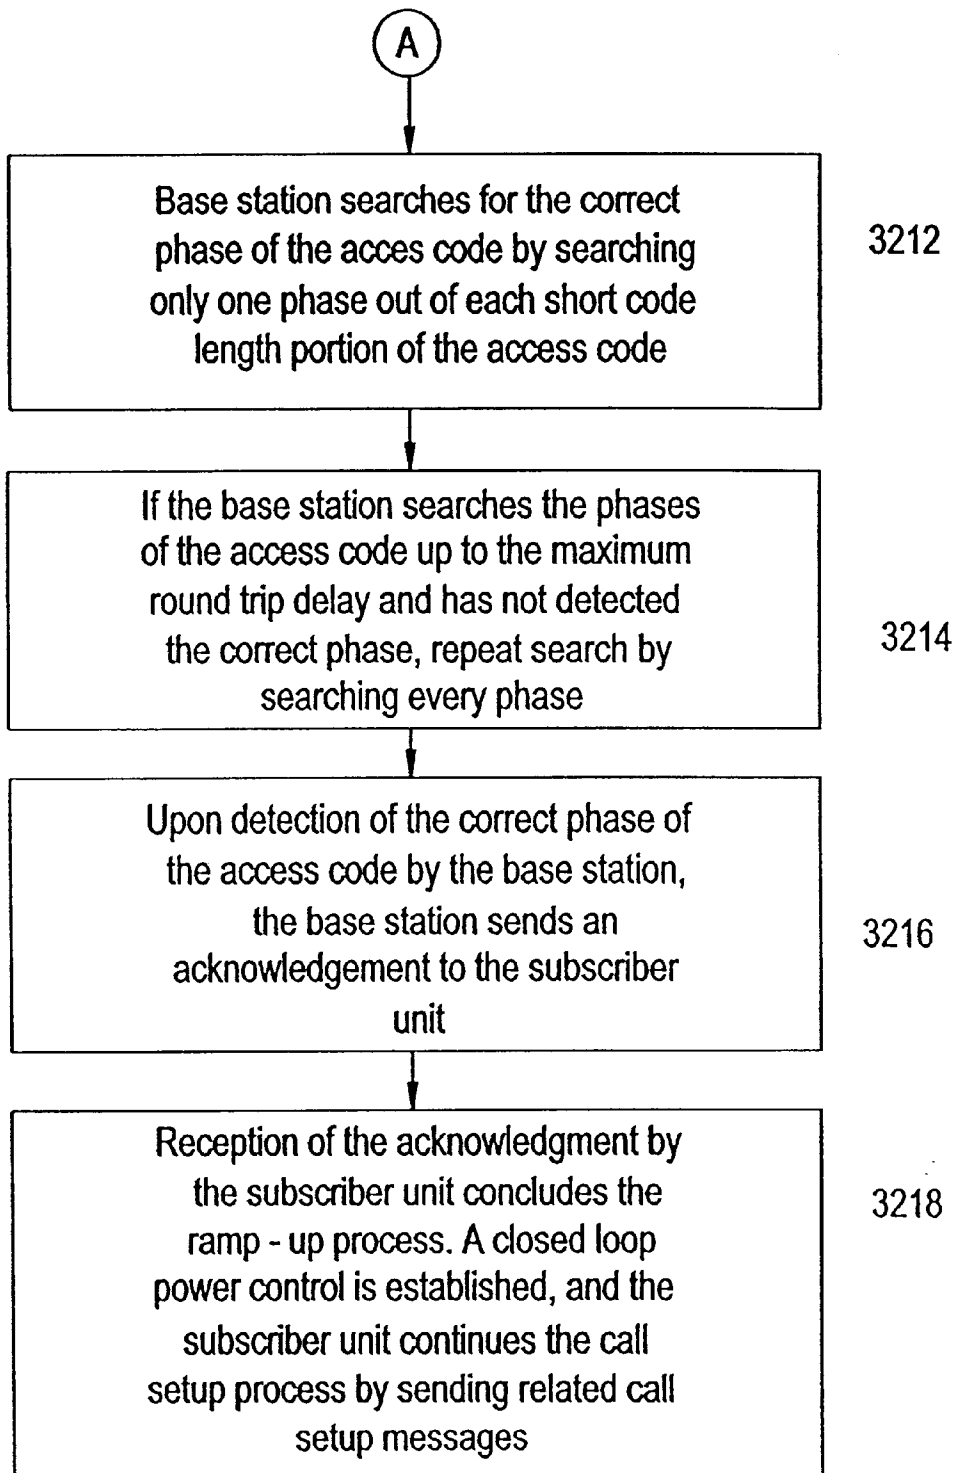 A
Base station searches for the correct
phase of the acces code by searching
only one phase out of each short code
length portion of the access code
3212
If the base station searches the phases
of the access code up to the maximum
round trip delay and has not detected
the correct phase, repeat search by
searching every phase
3214
Upon detection of the correct phase of
the access code by the base station,
the base station sends an
acknowledgement to the subscriber
unit
3216
Reception of the acknowledgment by
the subscriber unit concludes the
ramp - up process. A closed loop
power control is established, and the
subscriber unit continues the call
setup process by sending related call
setup messages
3218